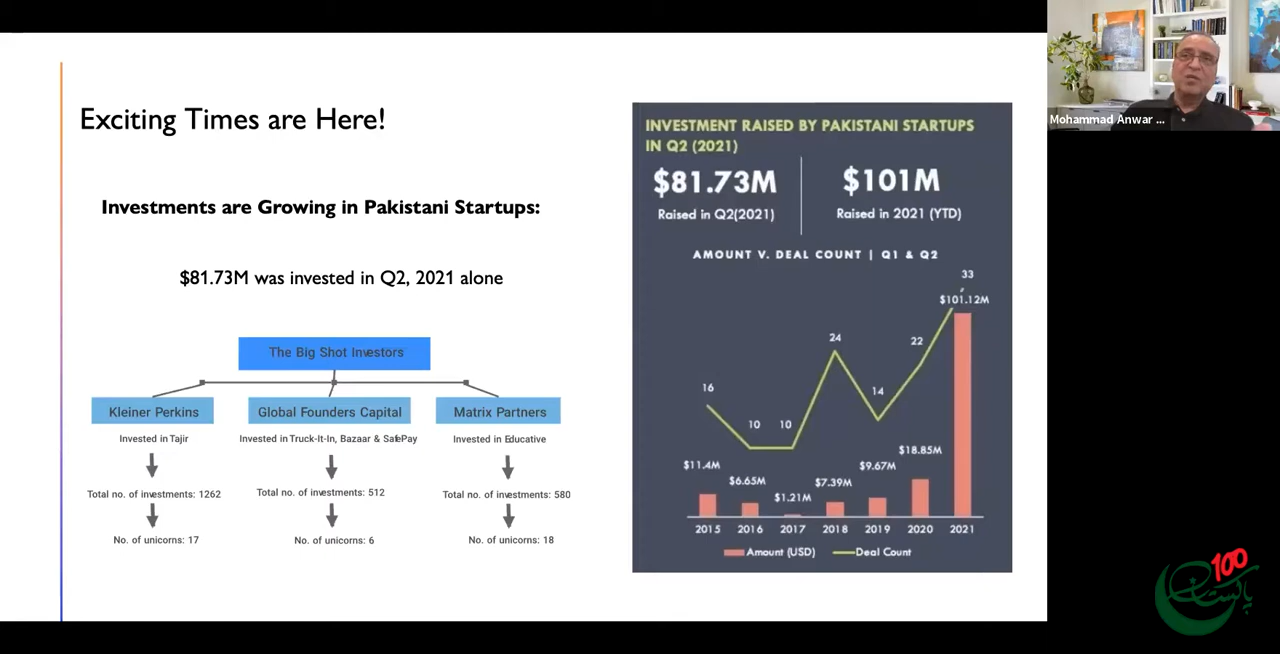 Exciting Times are Here!
Investments are Growing in Pakistani Startups:
$81.73M was invested in Q2, 2021 alone
The Big Shot Investors
Kleiner Perkins
Global Founders Capital
Matrix Partners
Invested in Tajir
Invested in Truck-It-In, Bazaar & SafePay
Invested in Educative
Total no. of investments: 1262
Total no. of investments: 512
Total no. of investments: 580
No. of unicorns: 17
No. of unicorns: 6
No. of unicorns: 18
INVESTMENT RAISED BY PAKISTANI STARTUPS
IN Q2 (2021)
$81.73M
Raised in Q2(2021)
$101M
Raised in 2021 (YTD)
AMOUNT V. DEAL COUNT | Q1 & Q2
16
10
10
24
14
22
33
$11.4M
$6.65M
$1.21M
$7.39M
$9.67M
$18.85M
$101.12M
2015 2016 2017 2018 2019 2020 2021
Amount (USD) Deal Count
Mohammad Anwar ...
100
پاکستان